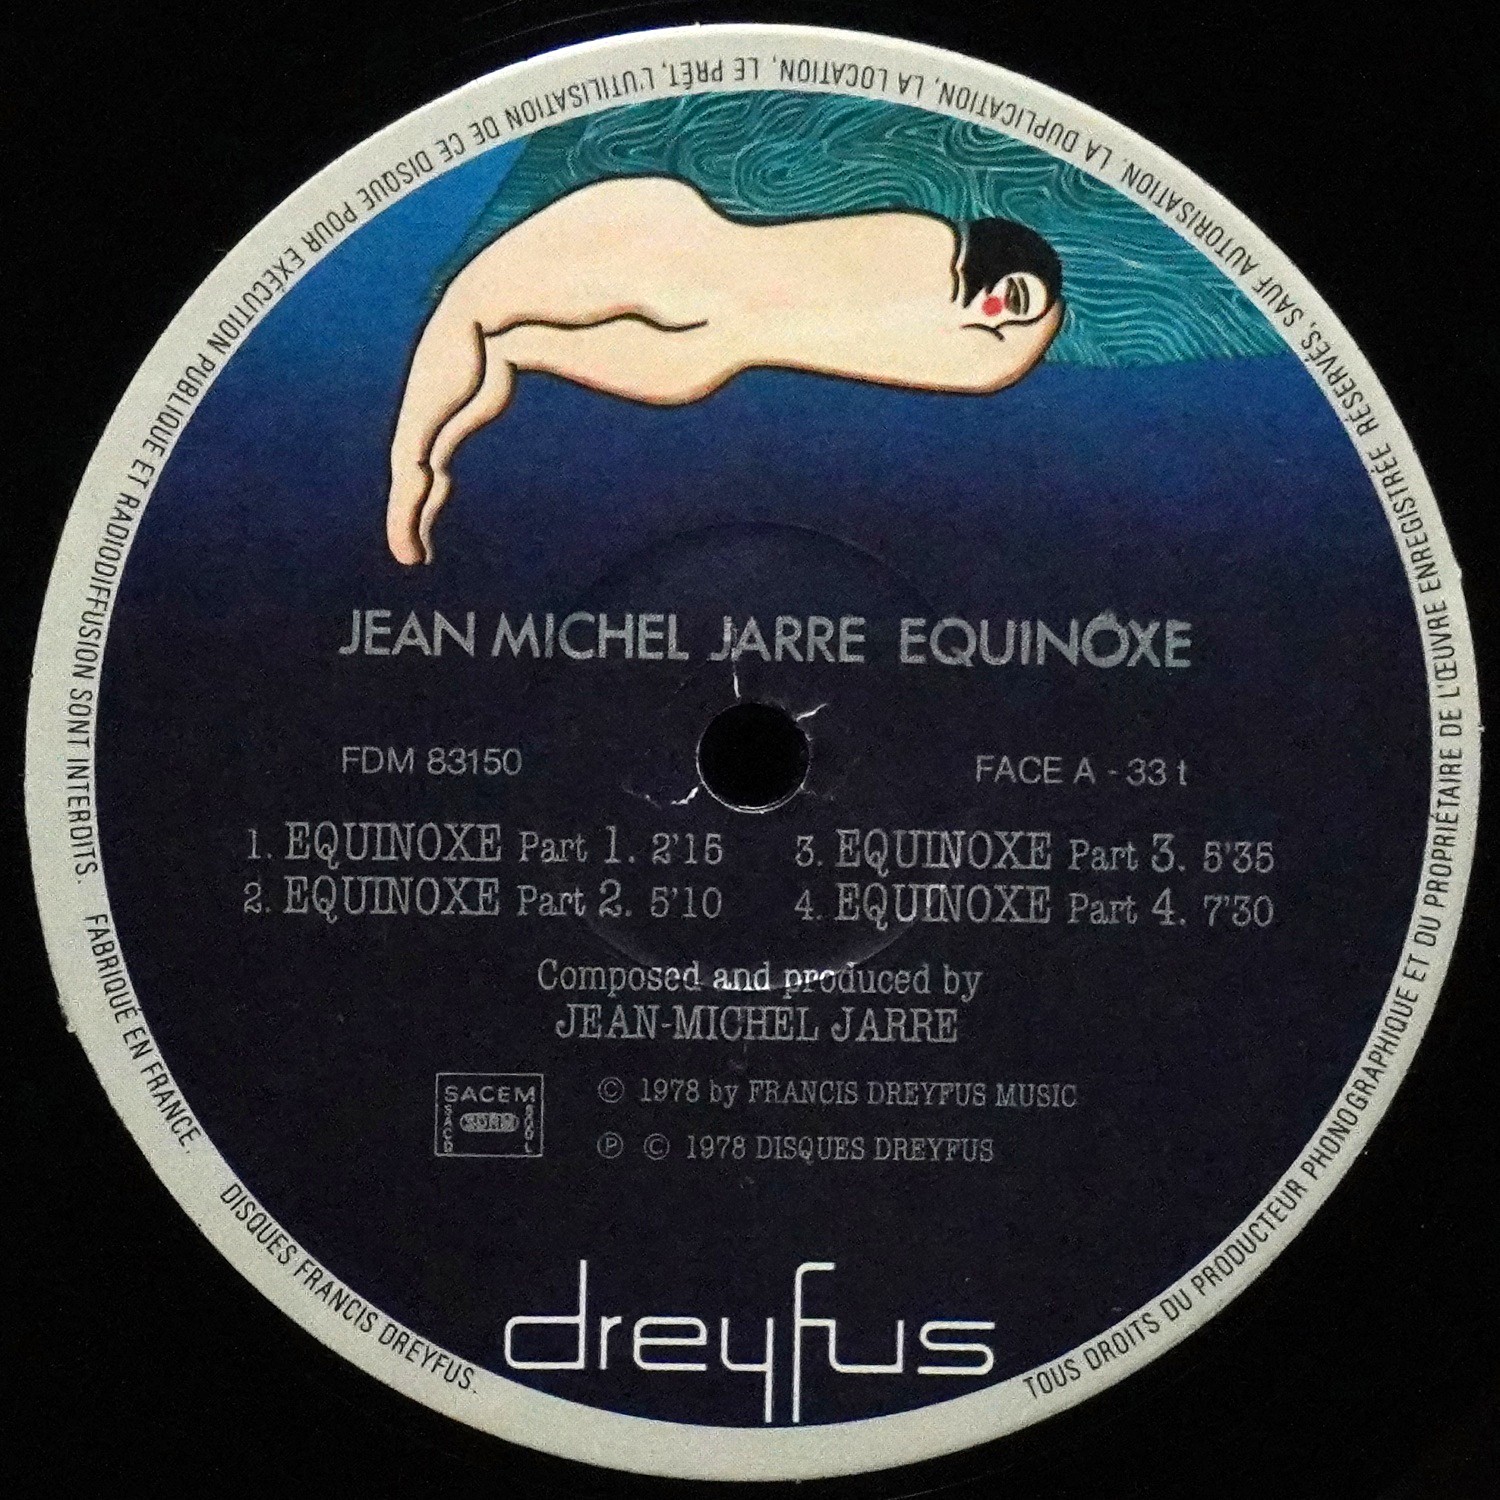 JEAN MICHEL JARRE EQUINOXE
FDM 83150
FACE A - 33 t
1. EQUINOXE Part 1. 2'15
2. EQUINOXE Part 2. 5'10
3. EQUINOXE Part 3. 5'35
4. EQUINOXE Part 4. 7'30
Composed and produced by
JEAN-MICHEL JARRE
SACEM
SACD
SDRM
© 1978 by FRANCIS DREYFUS MUSIC
℗ © 1978 DISQUES DREYFUS
dreyfus
TOUS DROITS DU PRODUCTEUR PHONOGRAPHIQUE ET DU PROPRIÉTAIRE DE L'ŒUVRE ENREGISTRÉE RÉSERVÉS, SAUF AUTORISATION, LA DUPLICATION, LA LOCATION, LE PRÊT, L'UTILISATION DE CE DISQUE POUR EXÉCUTION PUBLIQUE ET RADIODIFFUSION SONT INTERDITS. FABRIQUÉ EN FRANCE.
DISQUES FRANCIS DREYFUS.